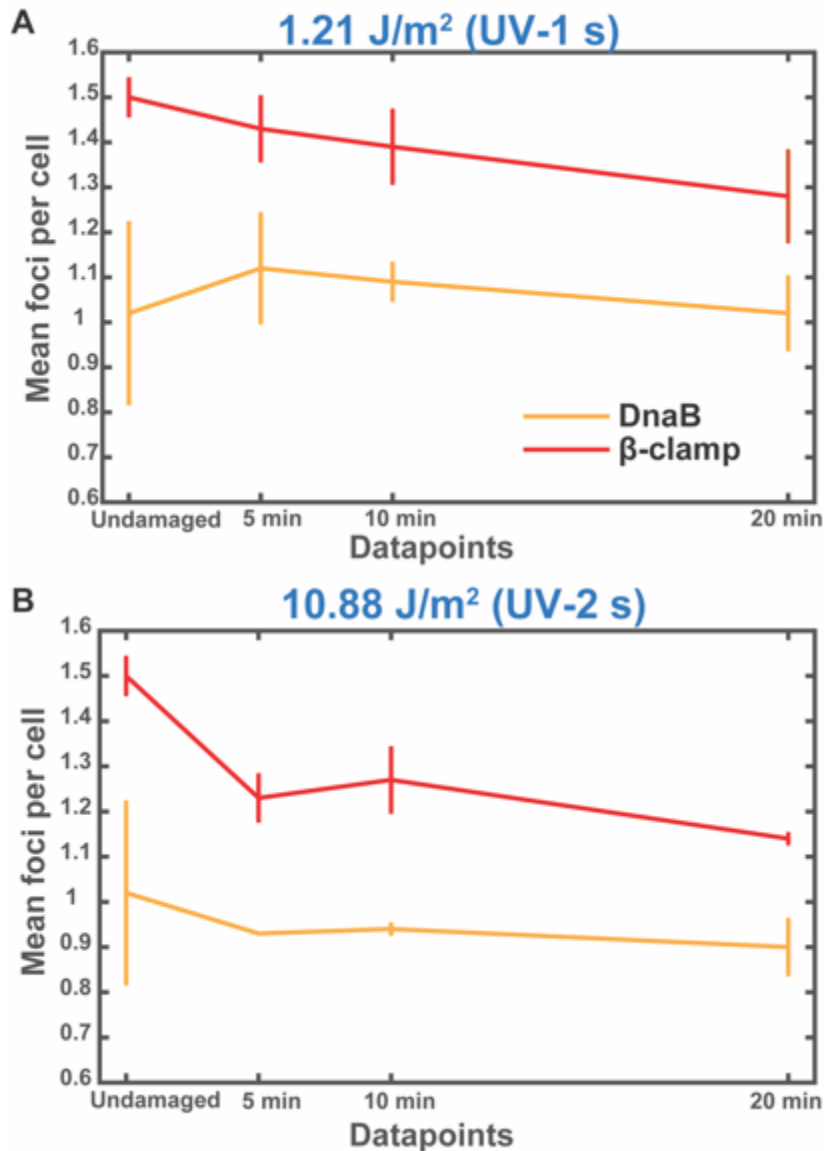 A
1.21 J/m² (UV-1 s)
1.6
1.5
1.4
1.3
1.2
1.1
1
0.9
0.8
0.7
0.6
Mean foci per cell
DnaB
β-clamp
Undamaged 5 min 10 min 20 min
Datapoints
B
10.88 J/m² (UV-2 s)
1.6
1.5
1.4
1.3
1.2
1.1
1
0.9
0.8
0.7
0.6
Mean foci per cell
Undamaged 5 min 10 min 20 min
Datapoints